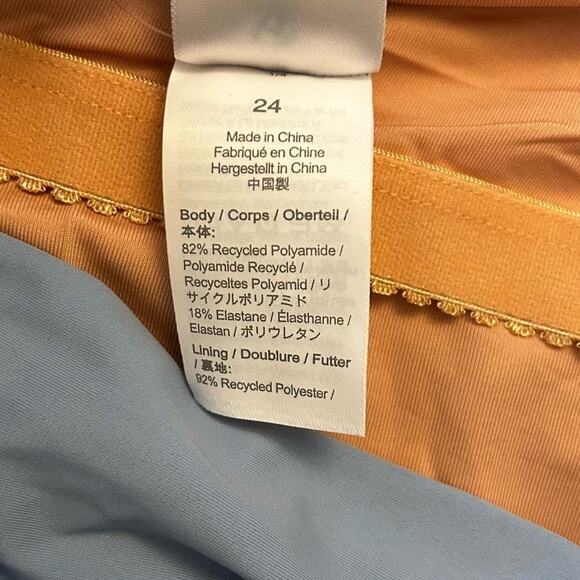 24
Made in China
Fabriqué en Chine
Hergestellt in China
中国製
Body / Corps / Oberteil /
本体:
82% Recycled Polyamide /
Polyamide Recyclé /
Recyceltes Polyamid / リ
サイクルポリアミド
18% Elastane / Élasthanne /
Elastan / ポリウレタン
Lining / Doublure / Futter
/ 裏地:
92% Recycled Polyester /